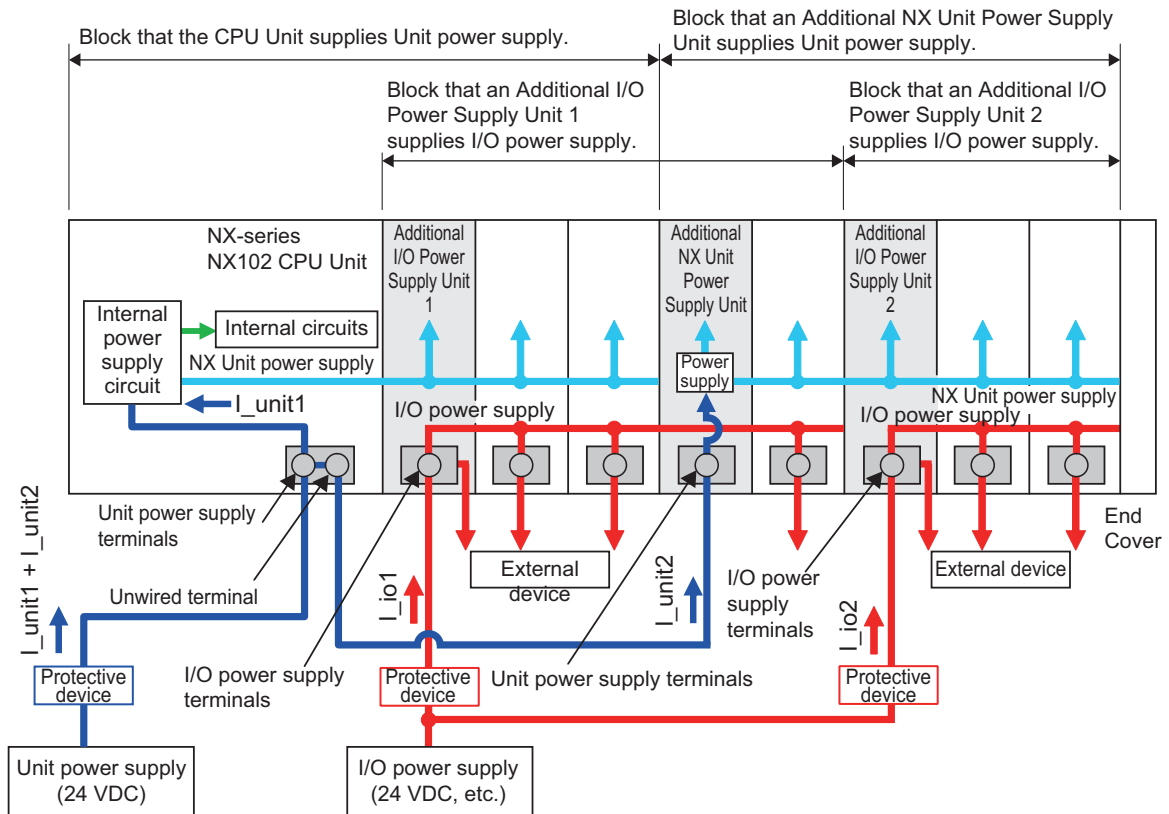 Block that the CPU Unit supplies Unit power supply.
Block that an Additional NX Unit Power Supply
Unit supplies Unit power supply.
Block that an Additional I/O
Power Supply Unit 1
supplies I/O power supply.
Block that an Additional I/O
Power Supply Unit 2
supplies I/O power supply.
NX-series
NX102 CPU Unit
Additional
I/O Power
Supply Unit
1
Additional
NX Unit
Power
Supply Unit
Additional
I/O Power
Supply Unit
2
Internal
power
supply
circuit
Internal circuits
NX Unit power supply
Power
supply
I_unit1
I/O power supply
NX Unit power supply
I/O power supply
Unit power supply
terminals
Unwired terminal
I/O power supply
terminals
External
device
Unit power supply terminals
I/O power
supply
terminals
External device
End
Cover
I_unit1 + I_unit2
I_io1
I_unit2
I_io2
Protective
device
Protective
device
Protective
device
Unit power supply
(24 VDC)
I/O power supply
(24 VDC, etc.)